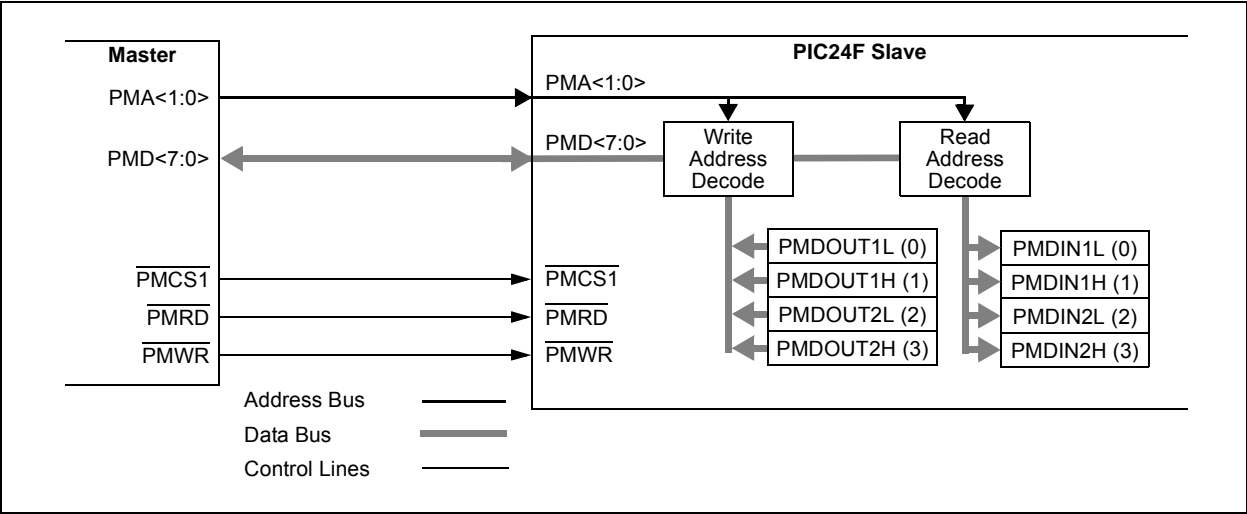 Master
PIC24F Slave
PMA<1:0>
PMA<1:0>
PMD<7:0>
PMD<7:0>
Write
Address
Decode
Read
Address
Decode
PMDOUT1L (0)
PMDOUT1H (1)
PMDOUT2L (2)
PMDOUT2H (3)
PMDIN1L (0)
PMDIN1H (1)
PMDIN2L (2)
PMDIN2H (3)
PMCS1
PMCS1
PMRD
PMRD
PMWR
PMWR
Address Bus
Data Bus
Control Lines